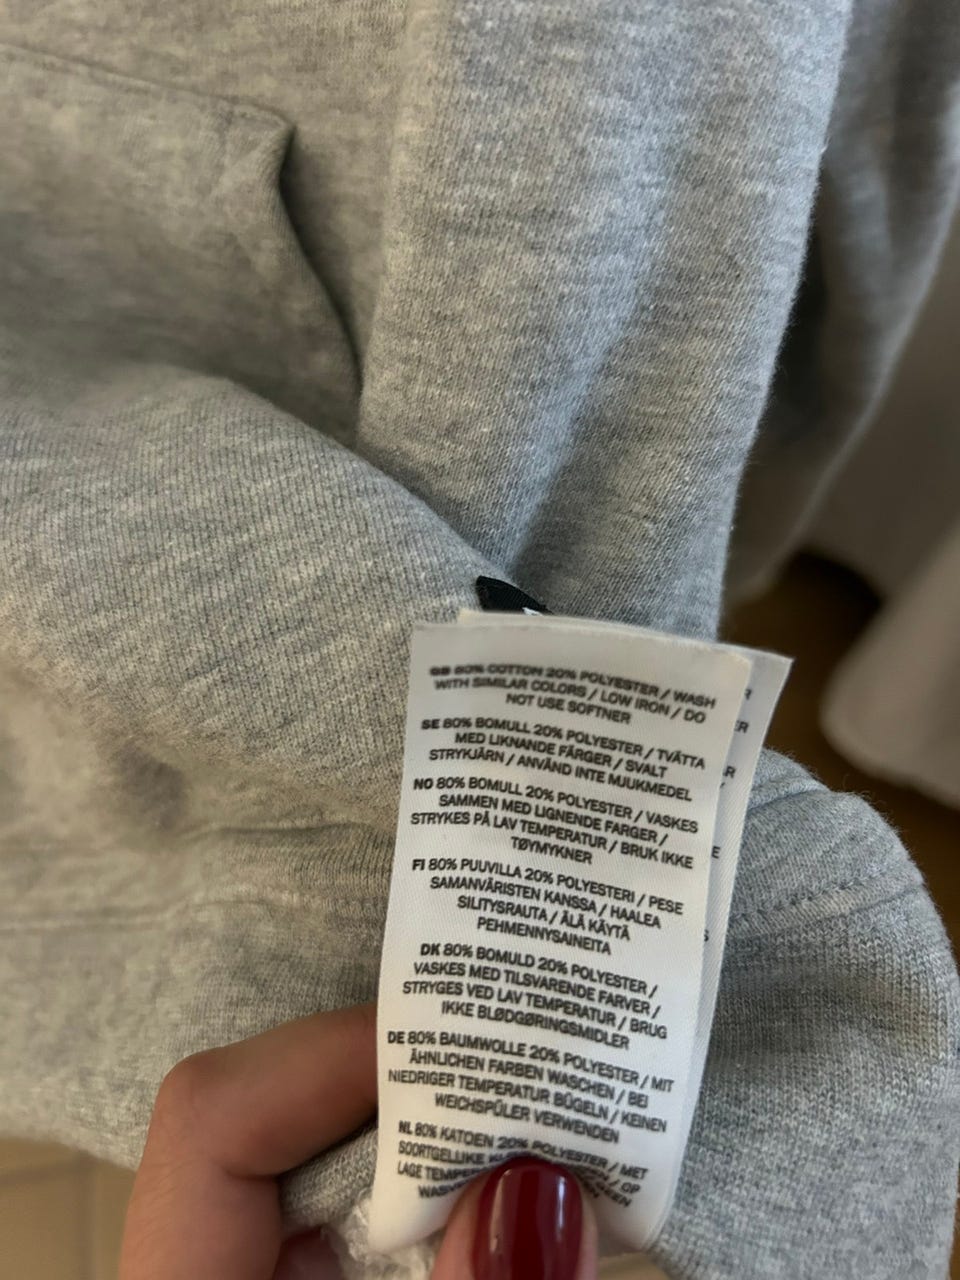 GB 80% COTTON 20% POLYESTER / WASH
WITH SIMILAR COLORS / LOW IRON / DO
NOT USE SOFTNER
SE 80% BOMULL 20% POLYESTER / TVÄTTA
MED LIKNANDE FÄRGER / SVALT
STRYKJÄRN / ANVÄND INTE MJUKMEDEL
NO 80% BOMULL 20% POLYESTER / VASKES
SAMMEN MED LIGNENDE FARGER /
STRYKES PÅ LAV TEMPERATUR / BRUK IKKE
TØYMYKNER
FI 80% PUUVILLA 20% POLYESTERI / PESE
SAMANVÄRISTEN KANSSA / HAALEA
SILITYSRAUTA / ÄLÄ KÄYTÄ
PEHMENNYSAINEITA
DK 80% BOMULD 20% POLYESTER /
VASKES MED TILSVARENDE FARVER /
STRYGES VED LAV TEMPERATUR / BRUG
IKKE BLØDGØRINGSMIDLER
DE 80% BAUMWOLLE 20% POLYESTER / MIT
ÄHNLICHEN FARBEN WASCHEN / BEI
NIEDRIGER TEMPERATUR BÜGELN / KEINEN
WEICHSPÜLER VERWENDEN
NL 80% KATOEN 20% POLYESTER / MET
SOORTGELIJKE / OP
LAGE